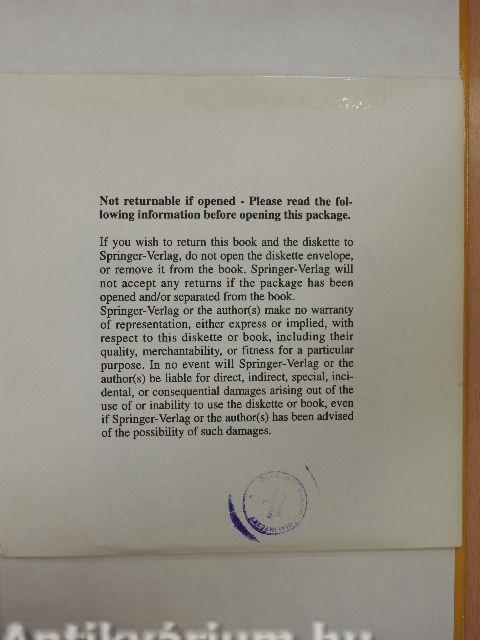 Not returnable if opened - Please read the fol-
lowing information before opening this package.
If you wish to return this book and the diskette to
Springer-Verlag, do not open the diskette envelope,
or remove it from the book. Springer-Verlag will
not accept any returns if the package has been
opened and/or separated from the book.
Springer-Verlag or the author(s) make no warranty
of representation, either express or implied, with
respect to this diskette or book, including their
quality, merchantability, or fitness for a particular
purpose. In no event will Springer-Verlag or the
author(s) be liable for direct, indirect, special, inci-
dental, or consequential damages arising out of the
use of or inability to use the diskette or book, even
if Springer-Verlag or the author(s) has been advised
of the possibility of such damages.
Antikvárium.hu